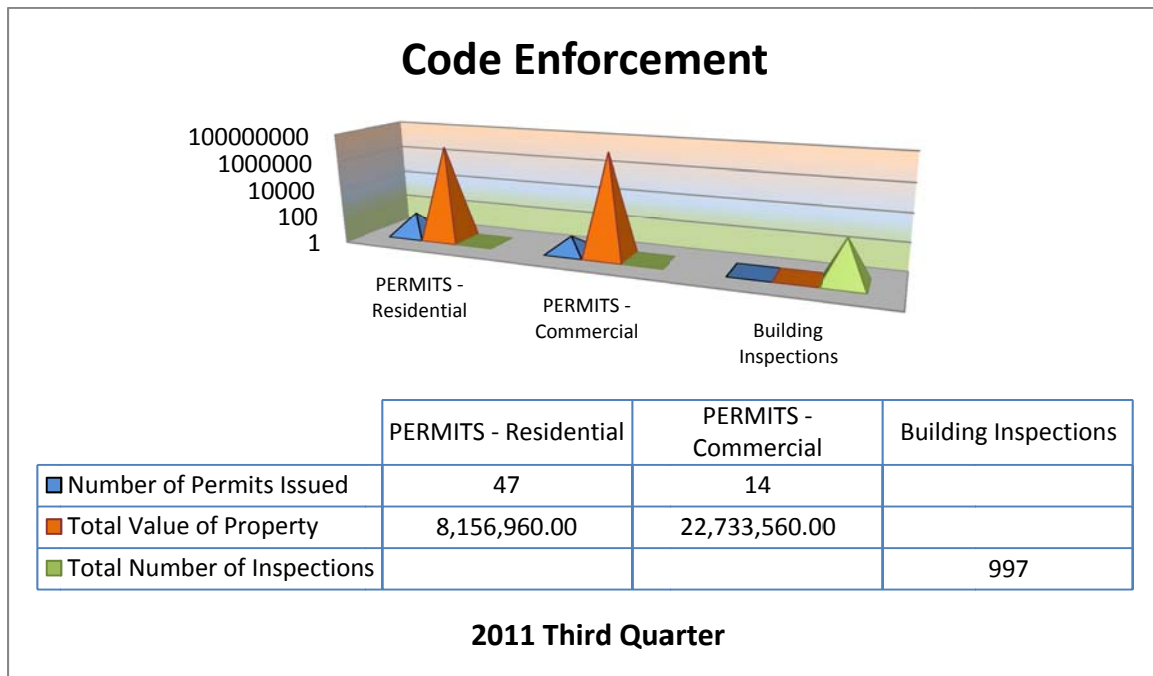 Code Enforcement
100000000
1000000
10000
100
1
PERMITS -
Residential
PERMITS -
Commercial
Building
Inspections
PERMITS - Residential
PERMITS -
Commercial
Building Inspections
Number of Permits Issued 47 14
Total Value of Property 8,156,960.00 22,733,560.00
Total Number of Inspections 997
2011 Third Quarter